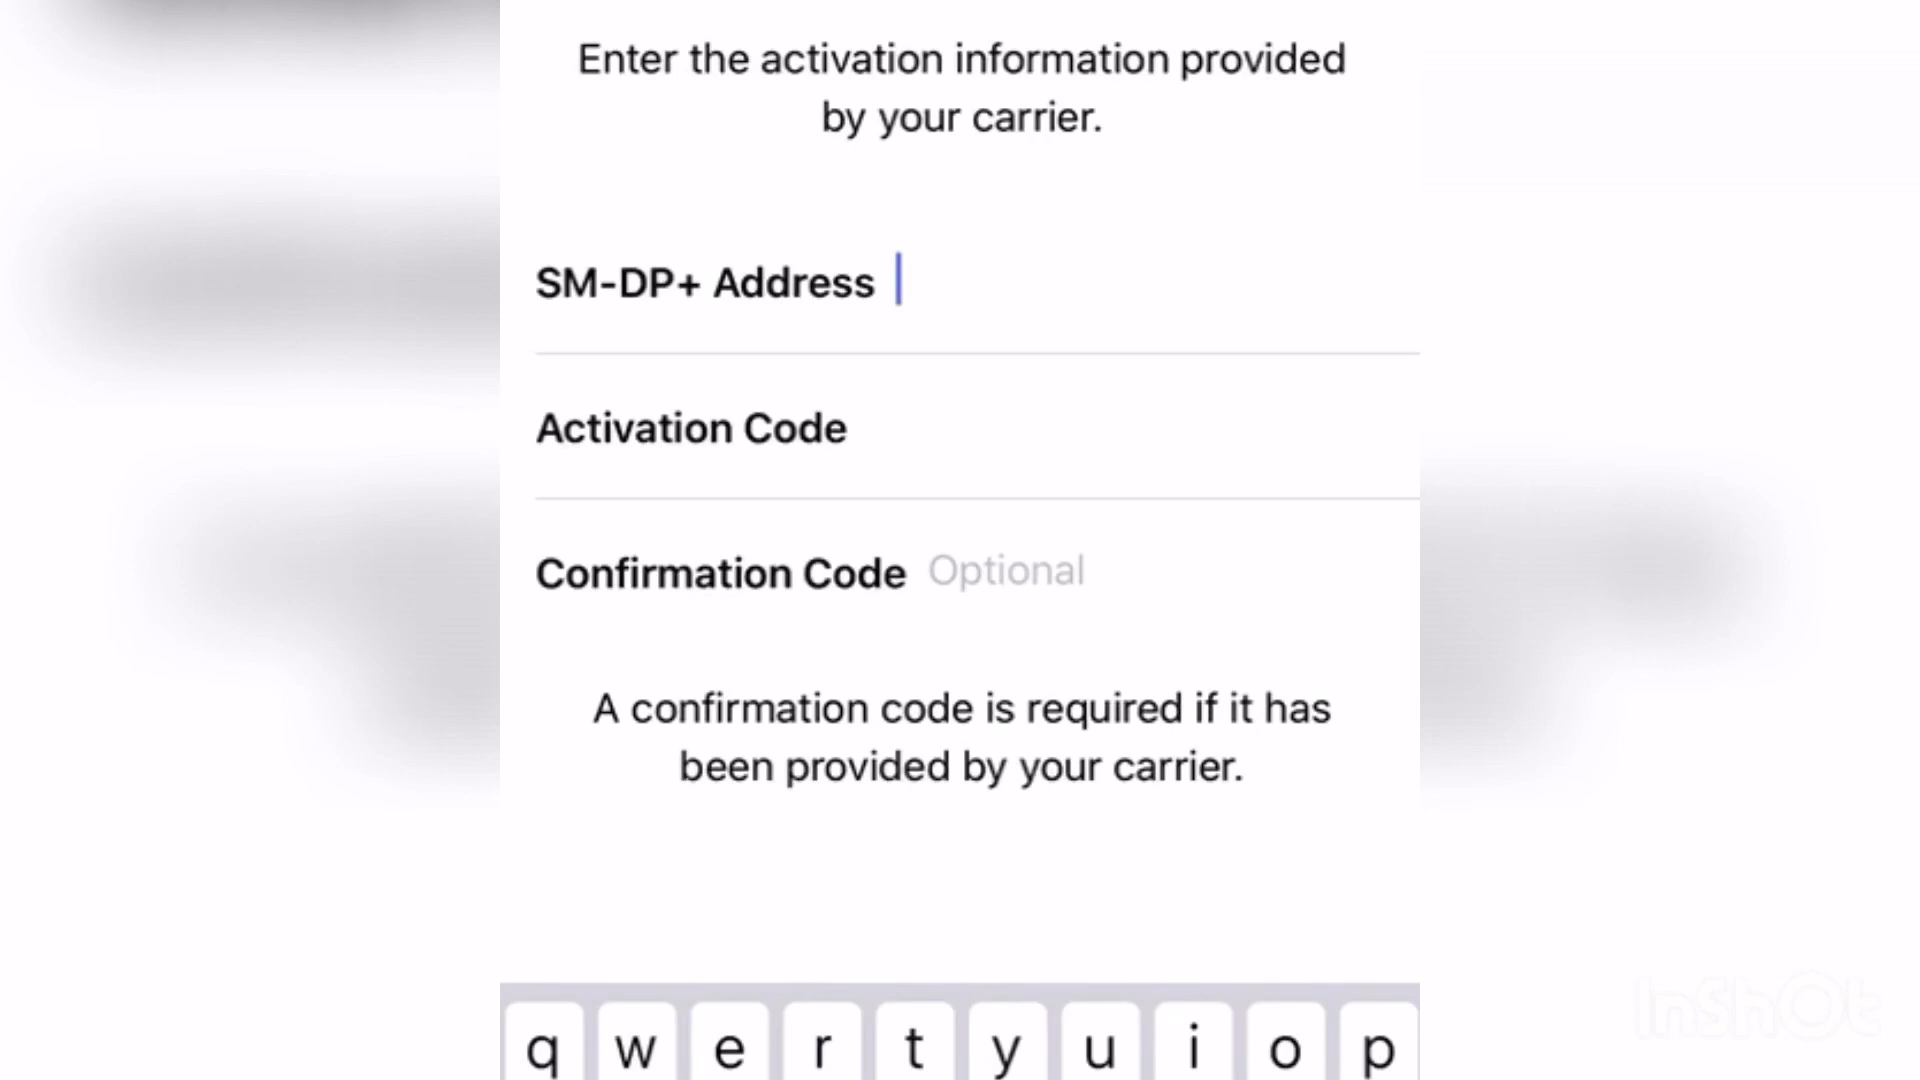 Enter the activation information provided
by your carrier.
SM-DP+ Address
Activation Code
Confirmation Code Optional
A confirmation code is required if it has
been provided by your carrier.
q w e r t y u i o p
InShOt